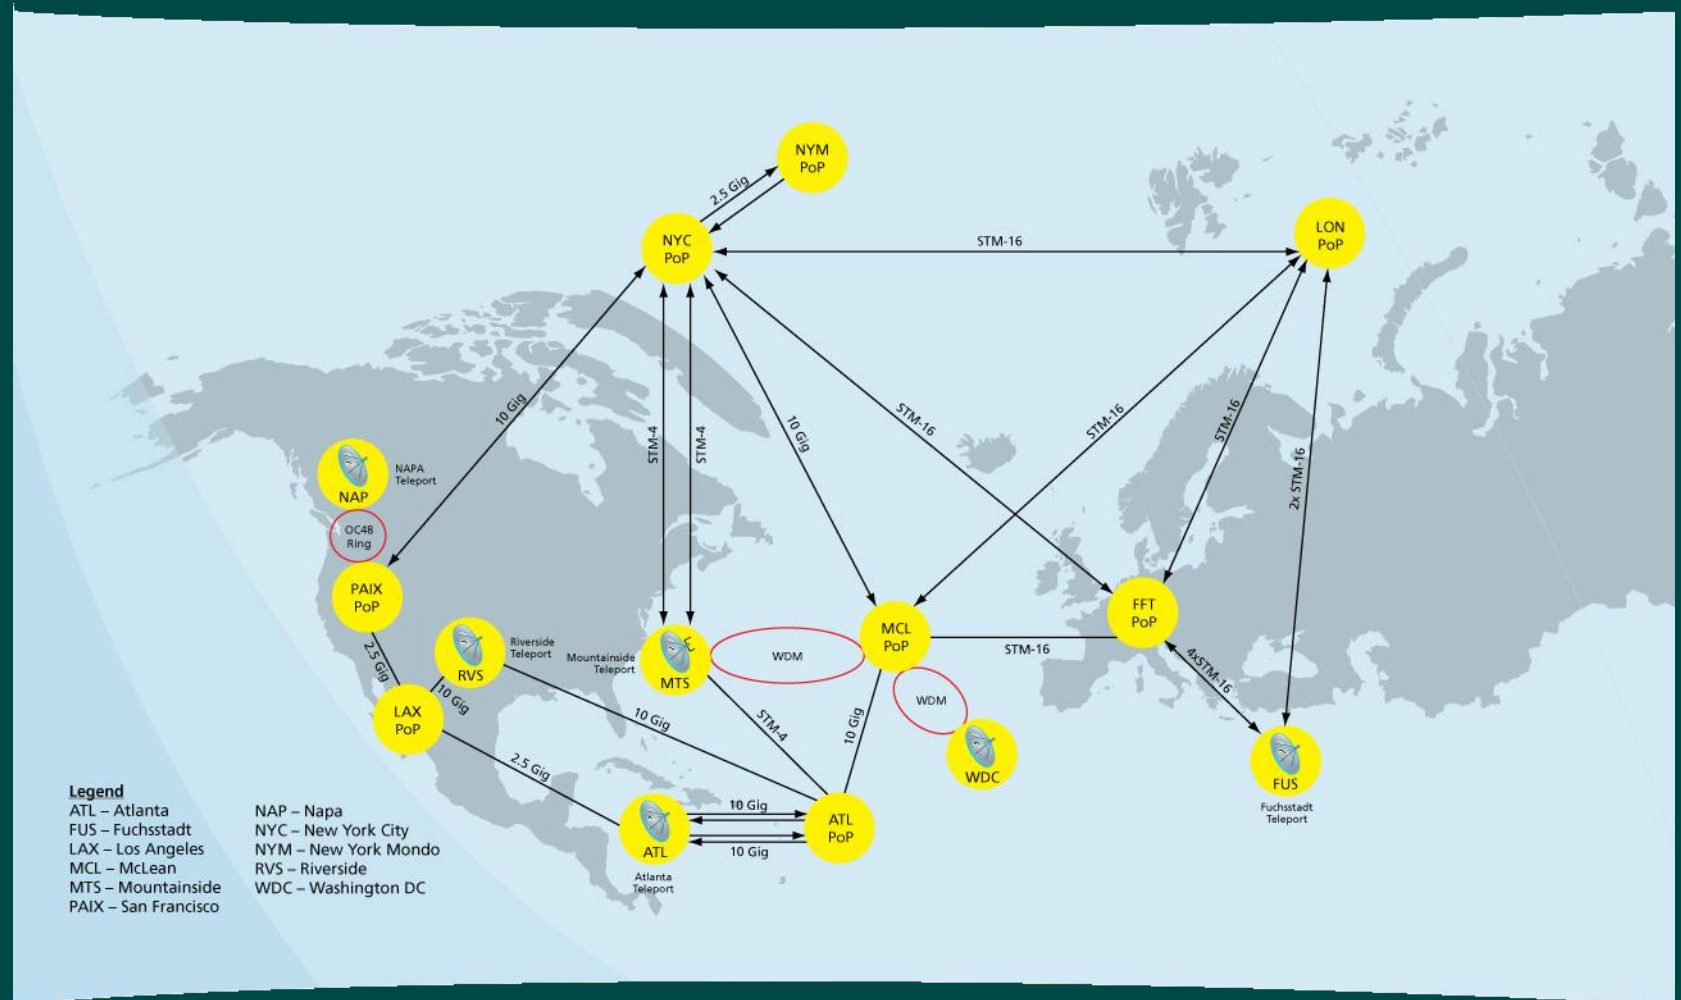 NYM
PoP
2.5 Gig
NYC
PoP
STM-16
LON
PoP
10 Gig
STM-4
STM-4
10 Gig
STM-16
STM-16
STM-16
2x STM-16
NAP
NAPA
Teleport
OC48
Ring
PAIX
PoP
2.5 Gig
RVS
Riverside
Teleport
10 Gig
LAX
PoP
Mountainside
Teleport
MTS
WDM
MCL
PoP
STM-16
FFT
PoP
4xSTM-16
WDM
WDC
FUS
Fuchsstadt
Teleport
10 Gig
STM-4
10 Gig
2.5 Gig
ATL
Atlanta
Teleport
10 Gig
10 Gig
ATL
PoP
Legend
ATL – Atlanta
FUS – Fuchsstadt
LAX – Los Angeles
MCL – McLean
MTS – Mountainside
PAIX – San Francisco
NAP – Napa
NYC – New York City
NYM – New York Mondo
RVS – Riverside
WDC – Washington DC